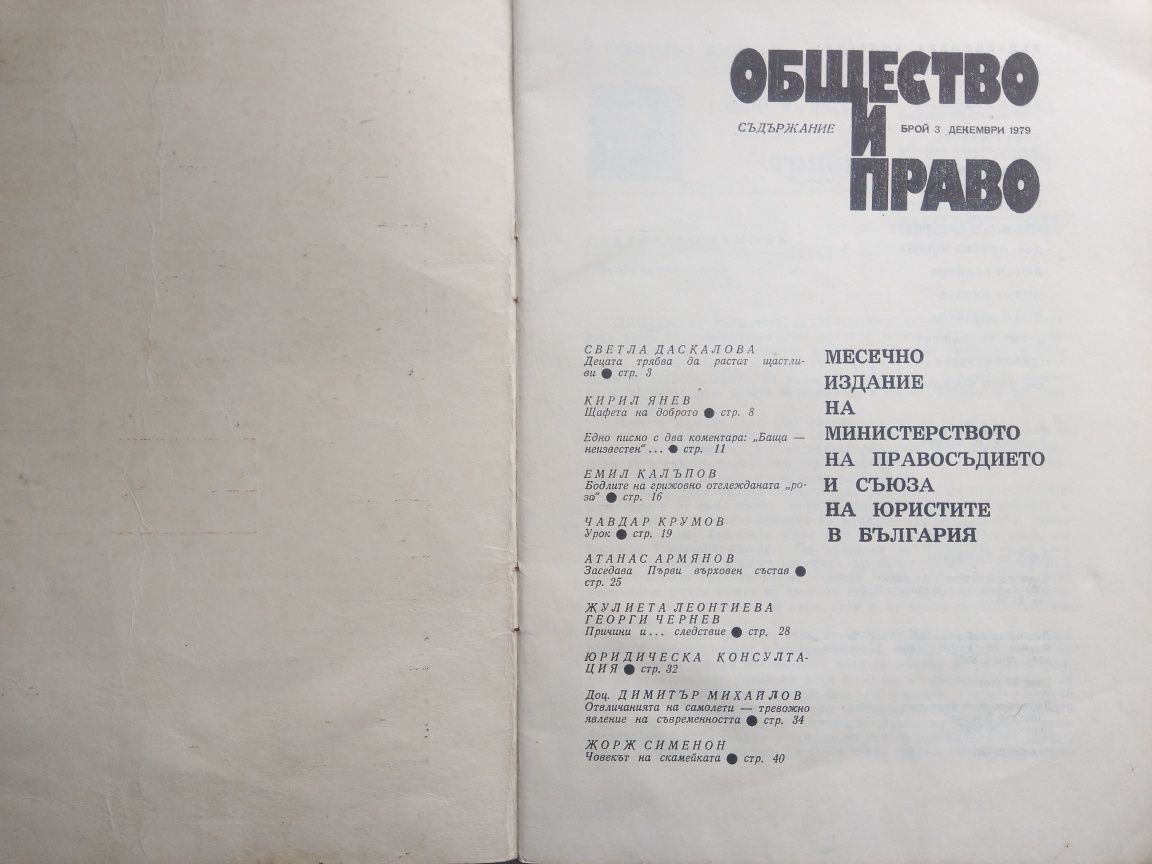 ОБЩЕСТВО
И
ПРАВО
СЪДЪРЖАНИЕ
БРОЙ 3 ДЕКЕМВРИ 1979
СВЕТЛА ДАСКАЛОВА
Децата трябва да растат щастли-
ви ● стр. 3
КИРИЛ ЯНЕВ
Щафета на доброто ● стр. 8
Едно писмо с два коментара: „Баща —
неизвестен“... ● стр. 11
ЕМИЛ КАЛЪПОВ
Бодлите на грижовно отглежданата „ро-
за“ ● стр. 16
ЧАВДАР КРУМОВ
Урок ● стр. 19
АТАНАС АРМЯНОВ
Заседава Първи върховен състав ●
стр. 25
ЖУЛИЕТА ЛЕОНТИЕВА
ГЕОРГИ ЧЕРНЕВ
Причини и... следствие ● стр. 28
ЮРИДИЧЕСКА КОНСУЛТА-
ЦИЯ ● стр. 32
Доц. ДИМИТЪР МИХАЙЛОВ
Отвличанията на самолети — тревожно
явление на съвременността ● стр. 34
ЖОРЖ СИМЕНОН
Човекът на скамейката ● стр. 40
МЕСЕЧНО
ИЗДАНИЕ
НА
МИНИСТЕРСТВОТО
НА ПРАВОСЪДИЕТО
И СЪЮЗА
НА ЮРИСТИТЕ
В БЪЛГАРИЯ